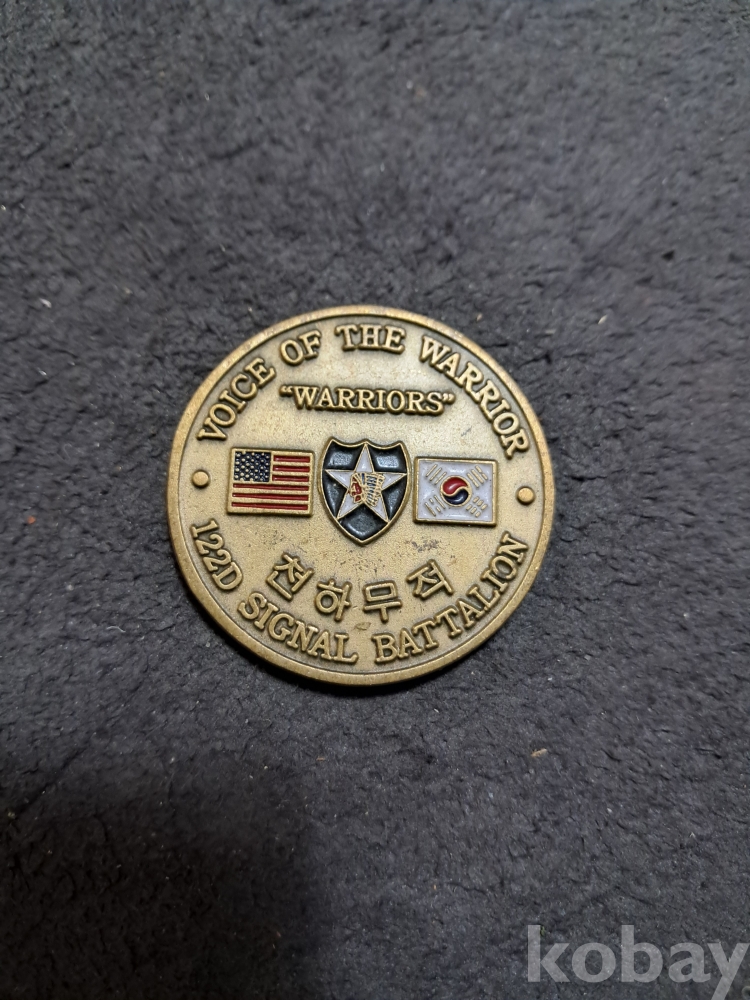 VOICE OF THE WARRIOR
"WARRIORS"
천하무적
122D SIGNAL BATTALION
kobay